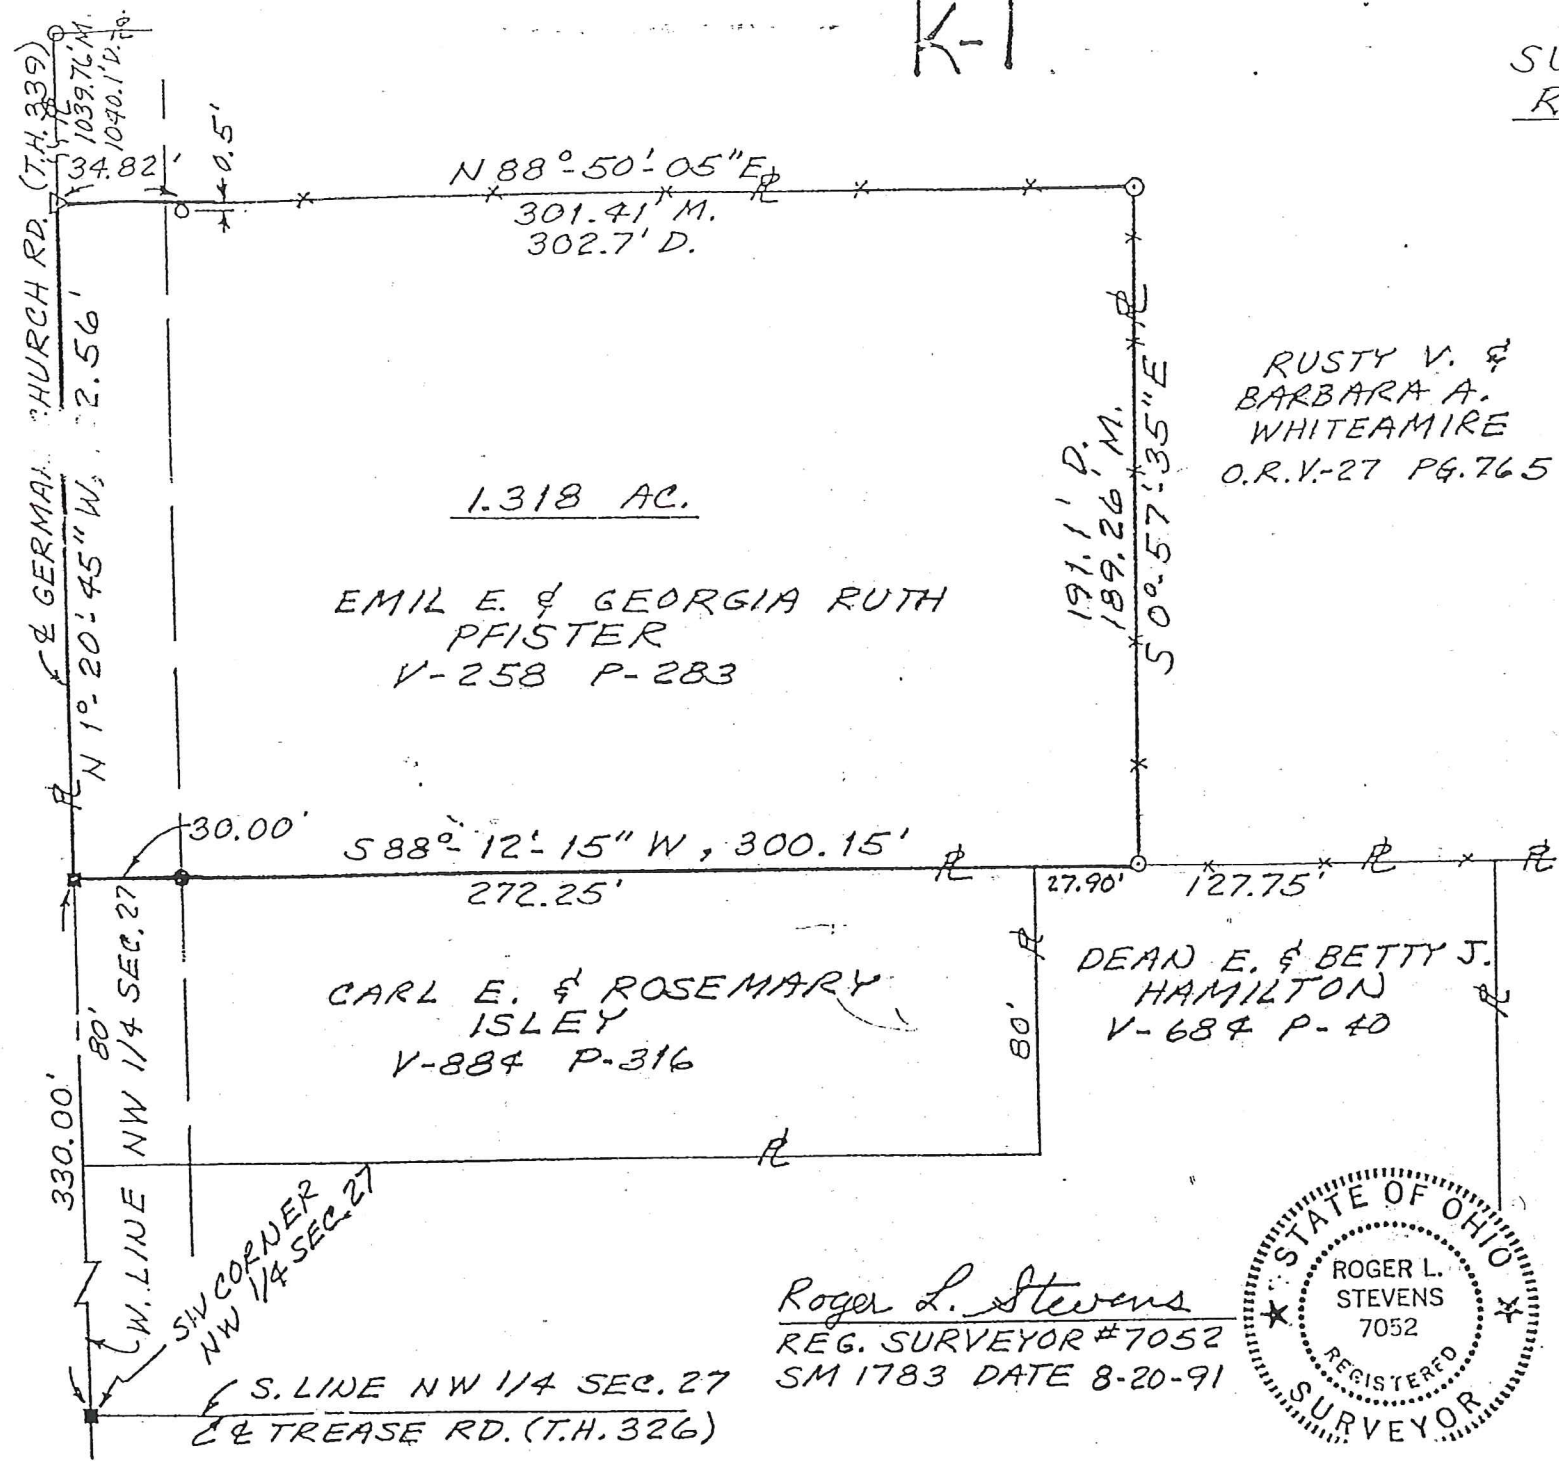 K-1
SU
R
1039.76' M.
1040.1' D.
34.82'
0.5'
N 88°-50'-05" E
301.41' M.
302.7' D.
℄ GERMAN CHURCH RD. (T.H. 339)
N 1°-20'-45" W, 2.56'
1.318 AC.
EMIL E. & GEORGIA RUTH
PFISTER
V-258 P-283
191.1' D.
189.26' M.
S 0°-57'-35" E
RUSTY V. &
BARBARA A.
WHITEAMIRE
O.R.V.-27 PG. 765
30.00'
S 88°-12'-15" W, 300.15'
272.25'
27.90'
127.75'
CARL E. & ROSEMARY
ISLEY
V-884 P-316
80'
DEAN E. & BETTY J.
HAMILTON
V-684 P-40
80'
330.00'
W. LINE NW 1/4 SEC. 27
SW CORNER
NW 1/4 SEC. 27
S. LINE NW 1/4 SEC. 27
& ℄ TREASE RD. (T.H. 326)
Roger L. Stevens
REG. SURVEYOR #7052
SM 1783 DATE 8-20-91
STATE OF OHIO
ROGER L.
STEVENS
7052
REGISTERED
SURVEYOR